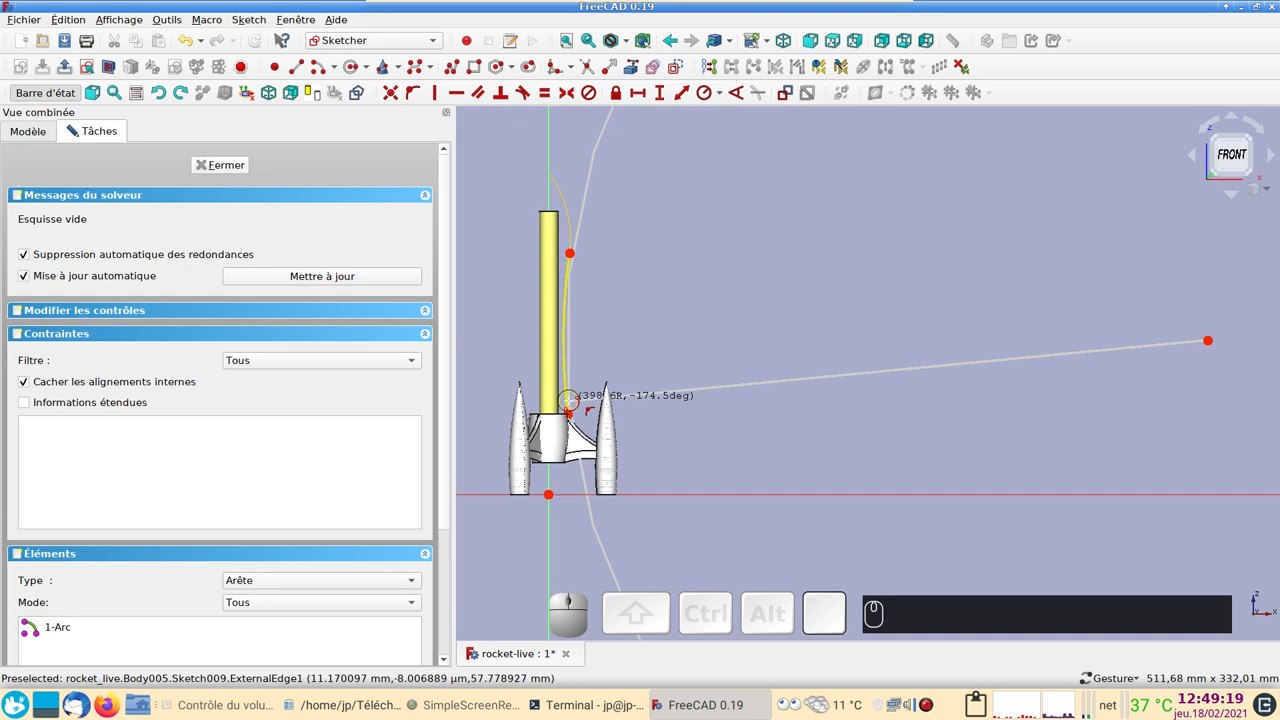 FreeCAD 0.19
Fichier Édition Affichage Outils Macro Sketch Fenêtre Aide
Sketcher
Barre d'état
Vue combinée
Modèle Tâches
Fermer
Messages du solveur
Esquisse vide
Suppression automatique des redondances
Mise à jour automatique Mettre à jour
Modifier les contrôles
Contraintes
Filtre : Tous
Cacher les alignements internes
Informations étendues
Éléments
Type : Arête
Mode: Tous
1-Arc
z
FRONT
x
-174.5deg)
Ctrl Alt
z
x
rocket-live : 1*
Preselected: rocket_live.Body005.Sketch009.ExternalEdge1 (11.170097 mm,-8.006889 µm,57.778927 mm) Gesture 511,68 mm x 332,01 mm
Contrôle du volu... /home/jp/Téléch... SimpleScreenRe... Terminal - jp@jp-... FreeCAD 0.19 11 °C net 37 °C 12:49:19
jeu.18/02/2021